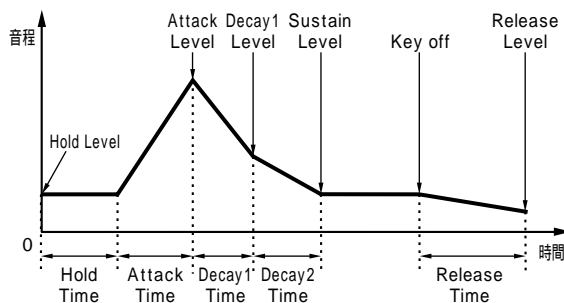 音程
Attack Level
Decay1 Level
Sustain Level
Key off
Release Level
Hold Level
0
時間
Hold Time
Attack Time
Decay1 Time
Decay2 Time
Release Time